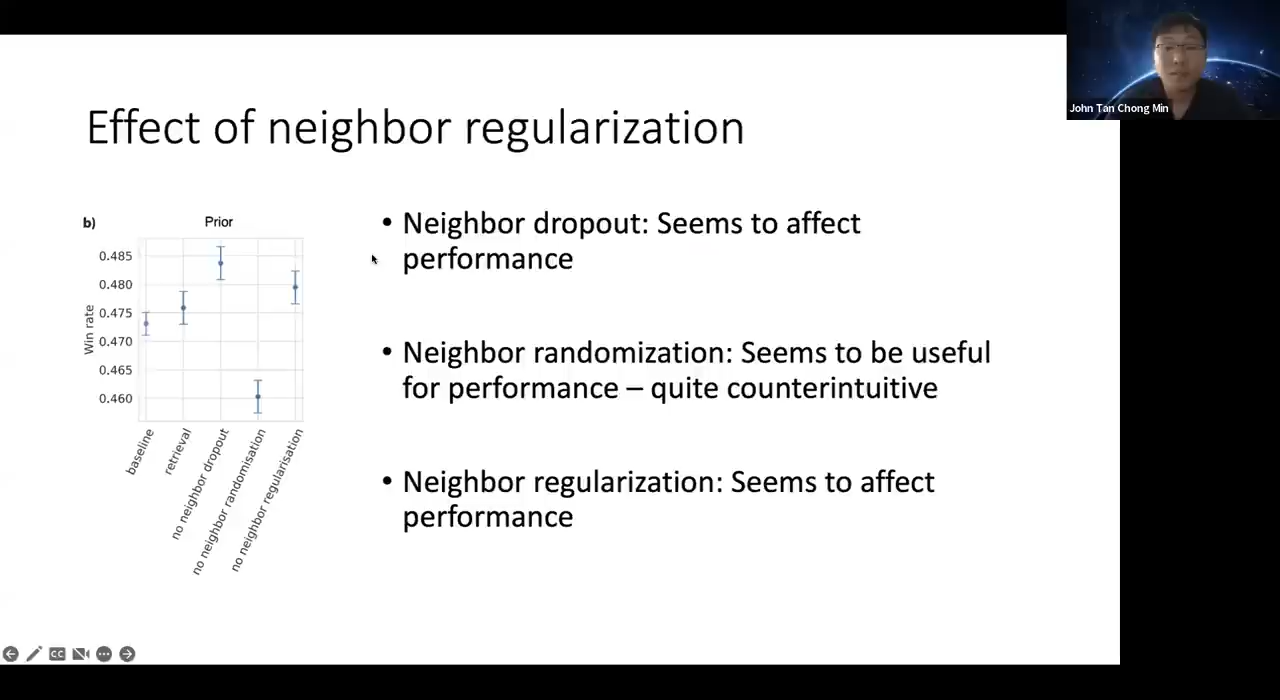 John Tan Chong Min
Effect of neighbor regularization
b)
Prior
0.485
0.480
0.475
0.470
0.465
0.460
Win rate
baseline
retrieval
no neighbor dropout
no neighbor randomisation
no neighbor regularisation
• Neighbor dropout: Seems to affect
performance
• Neighbor randomization: Seems to be useful
for performance – quite counterintuitive
• Neighbor regularization: Seems to affect
performance
CC